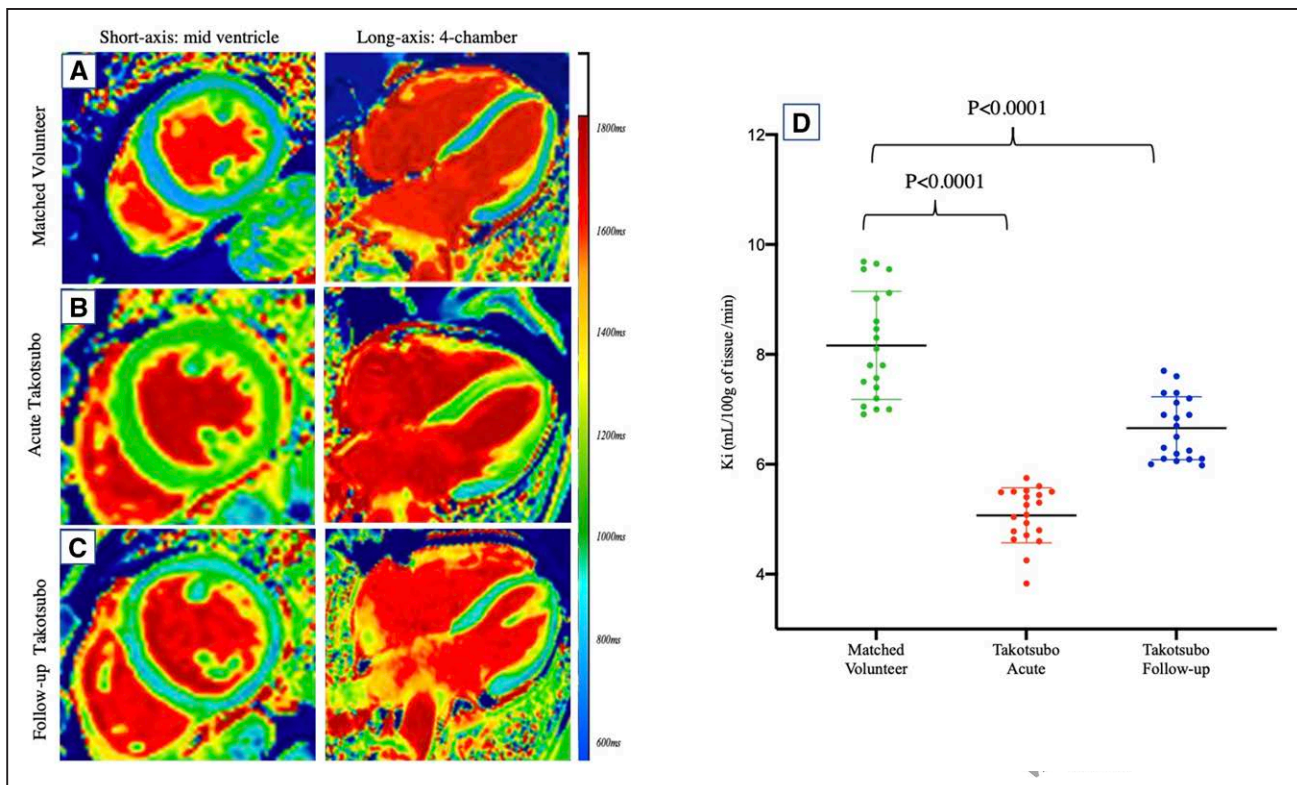 Short-axis: mid ventricle
Long-axis: 4-chamber
A
Matched Volunteer
B
Acute Takotsubo
C
Follow-up Takotsubo
1800ms
1600ms
1400ms
1200ms
1000ms
800ms
600ms
D
P<0.0001
P<0.0001
Ki (mL/100g of tissue /min)
12
10
8
6
4
Matched
Volunteer
Takotsubo
Acute
Takotsubo
Follow-up